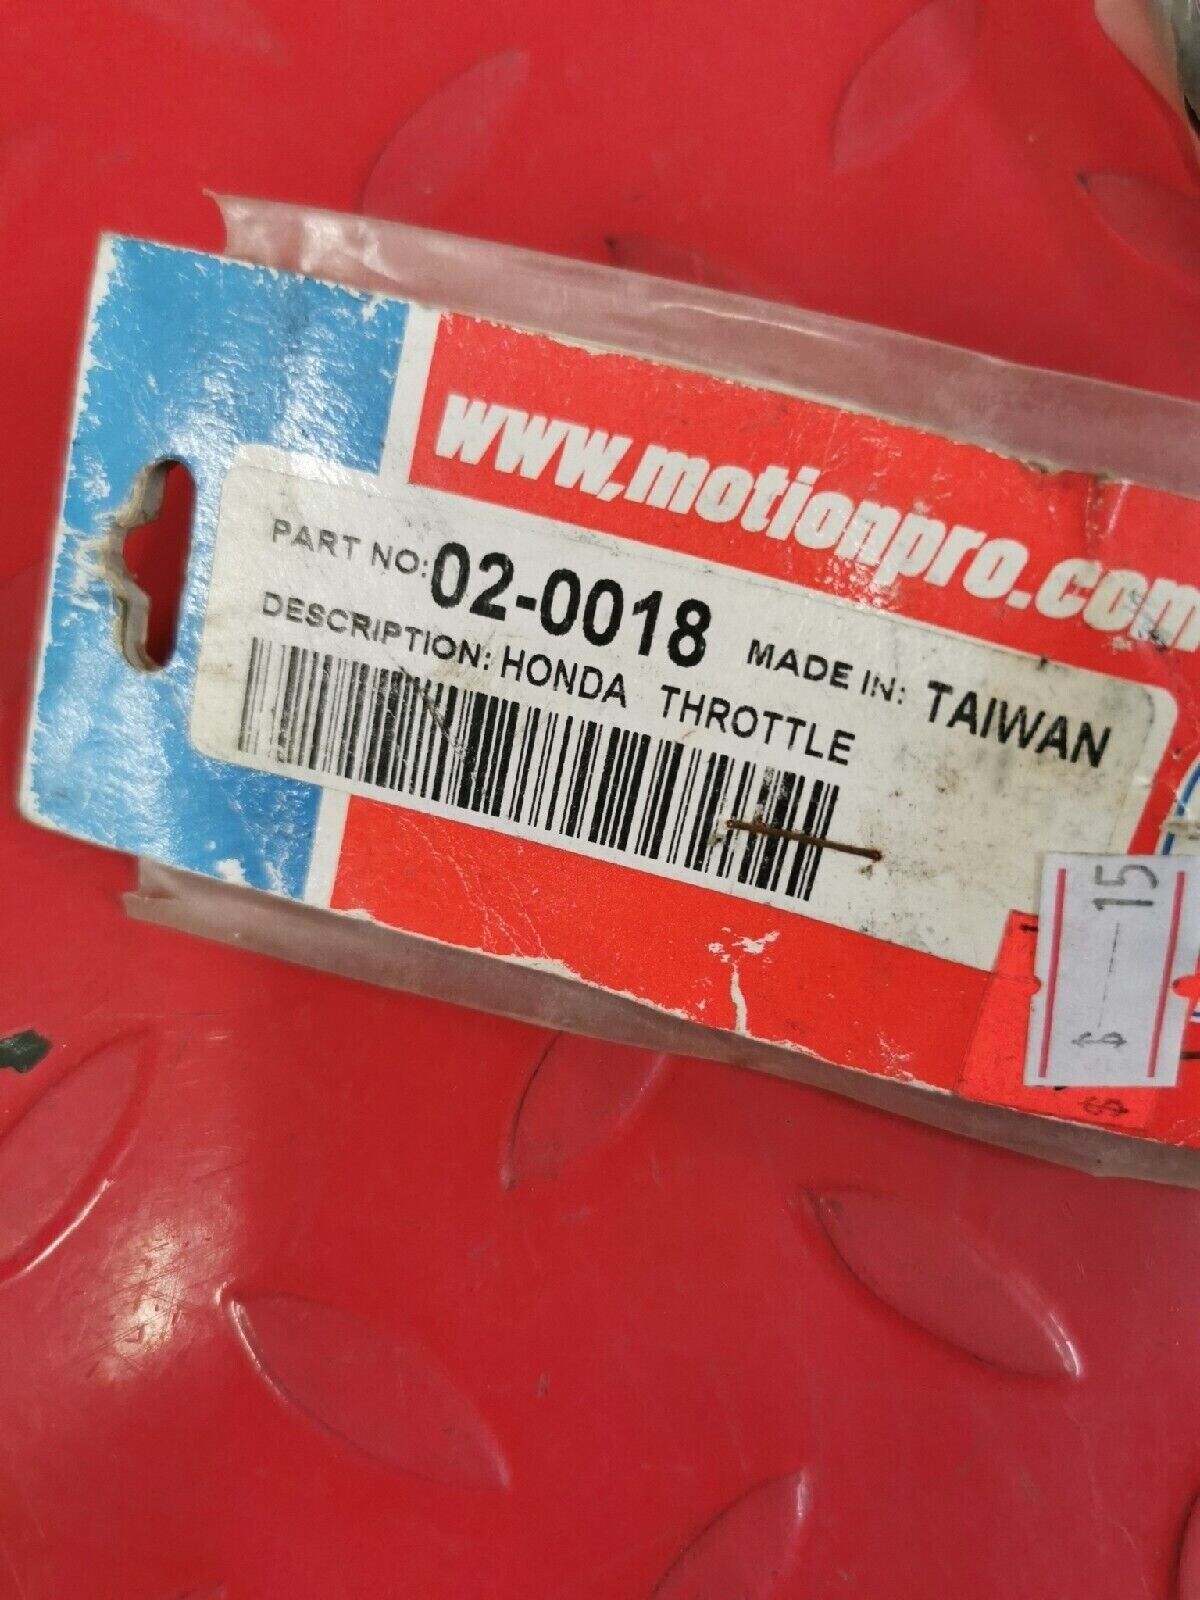 www.motionpro.com
PART NO: 02-0018 MADE IN: TAIWAN
DESCRIPTION: HONDA THROTTLE
$ 15
$